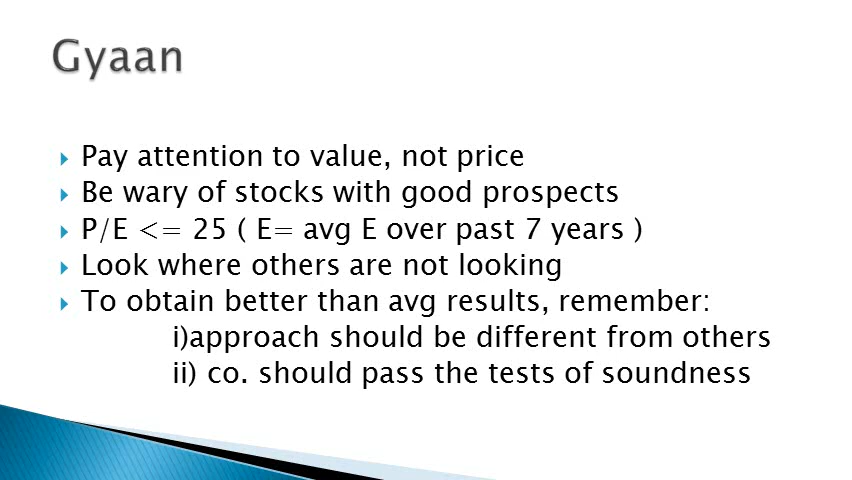 Gyaan
Pay attention to value, not price
Be wary of stocks with good prospects
P/E <= 25 ( E= avg E over past 7 years )
Look where others are not looking
To obtain better than avg results, remember:
i)approach should be different from others
ii) co. should pass the tests of soundness